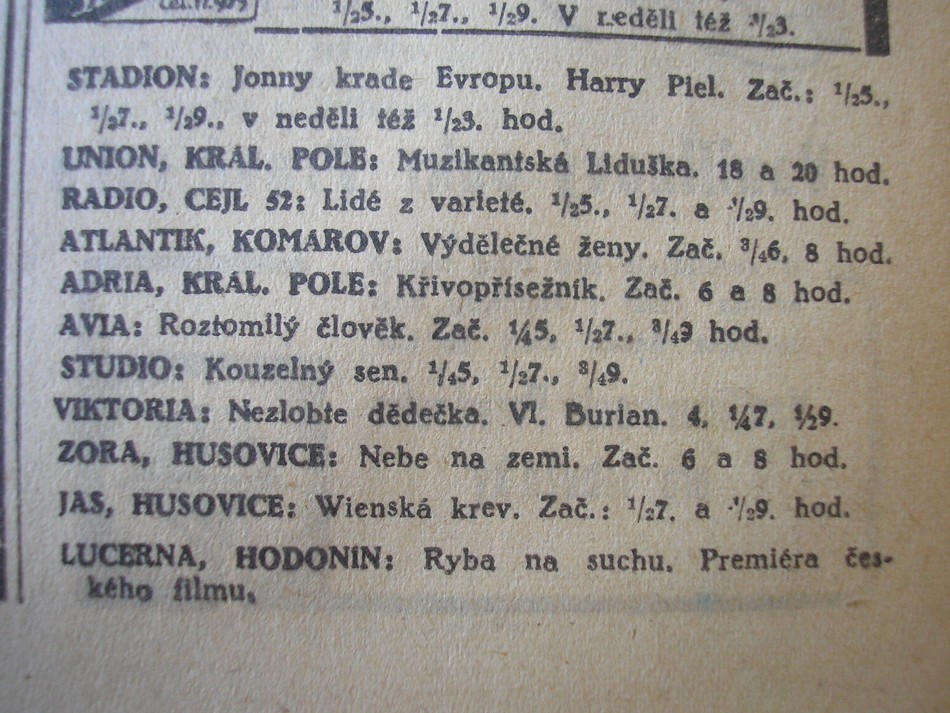 1/25., 1/27., 1/29. V neděli též 1/23.
STADION: Jonny krade Evropu. Harry Piel. Zač.: 1/25.,
1/27., 1/29., v neděli též 1/23. hod.
UNION, KRÁL. POLE: Muzikantská Liduška. 18 a 20 hod.
RADIO, CEJL 52: Lidé z varieté. 1/25., 1/27. a 1/29. hod.
ATLANTIK, KOMÁROV: Výdělečné ženy. Zač. 3/46, 8 hod.
ADRIA, KRÁL. POLE: Křivopřísežník. Zač. 6 a 8 hod.
AVIA: Roztomilý člověk. Zač. 1/45, 1/27., 3/49 hod.
STUDIO: Kouzelný sen. 1/45, 1/27., 3/49.
VIKTORIA: Nezlobte dědečka. Vl. Burian. 4, 1/47, 1/29.
ZORA, HUSOVICE: Nebe na zemi. Zač. 6 a 8 hod.
JAS, HUSOVICE: Wienská krev. Zač.: 1/27. a 1/29. hod.
LUCERNA, HODONÍN: Ryba na suchu. Premiéra čes-
kého filmu.